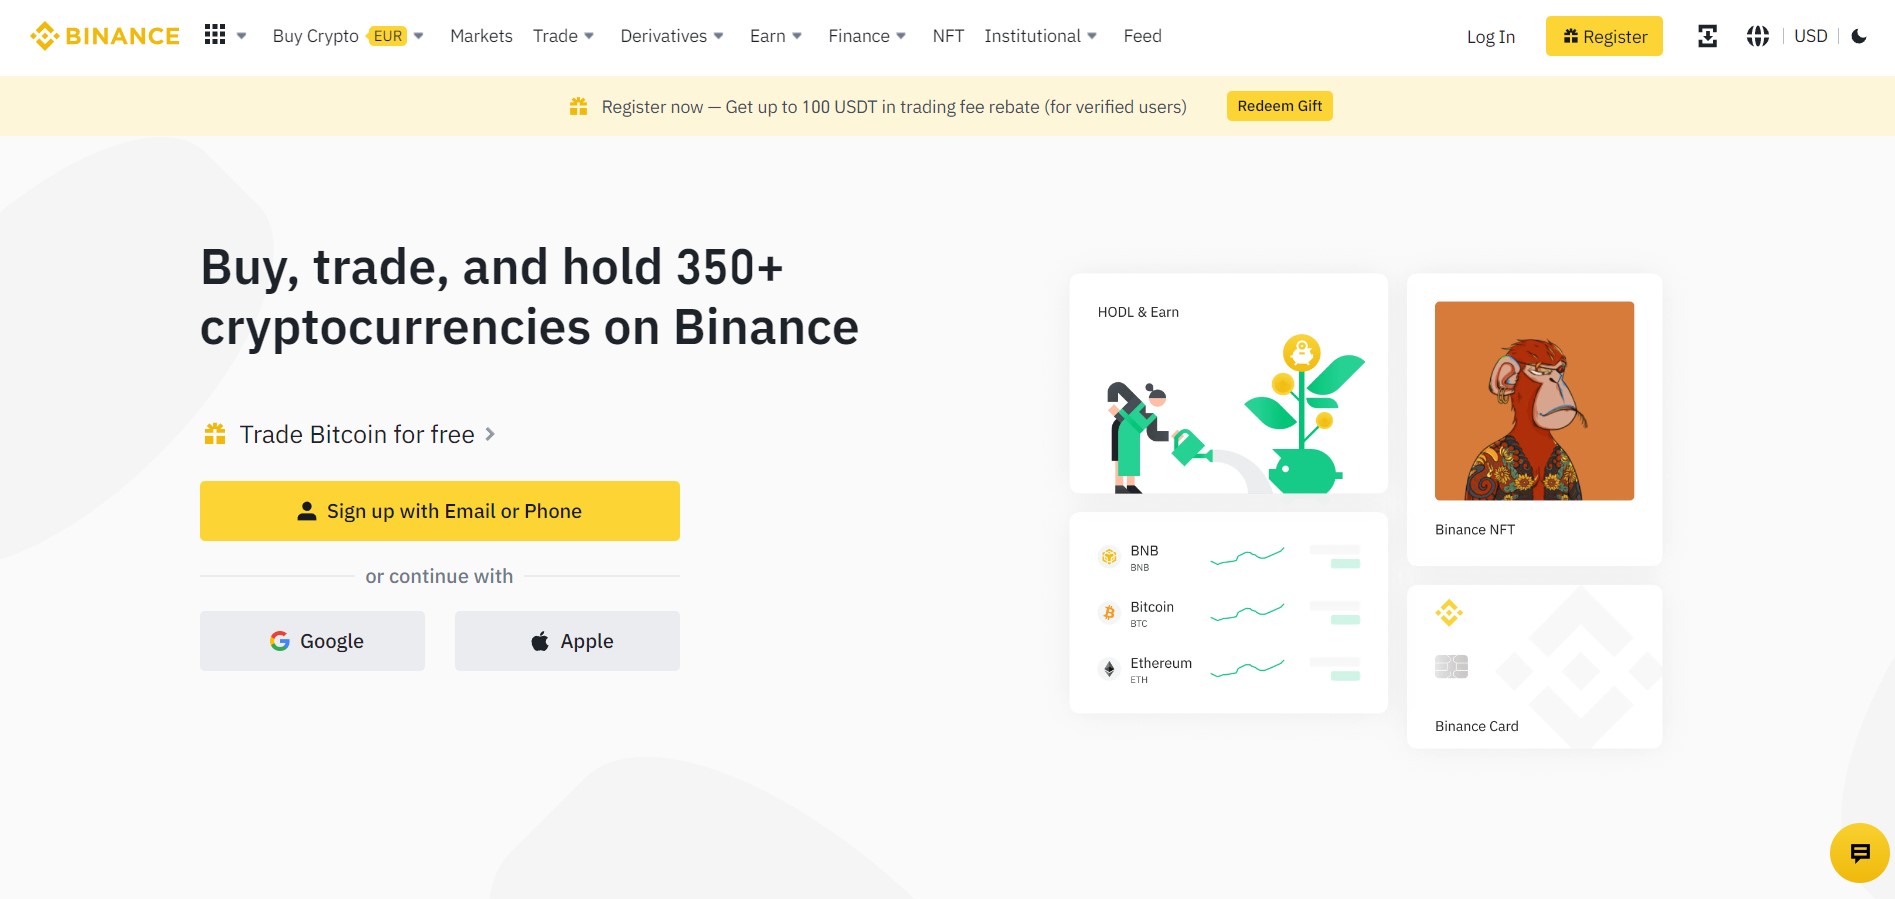 BINANCE Buy Crypto EUR Markets Trade Derivatives Earn Finance NFT Institutional Feed Log In Register USD
Register now — Get up to 100 USDT in trading fee rebate (for verified users) Redeem Gift
Buy, trade, and hold 350+
cryptocurrencies on Binance
Trade Bitcoin for free
Sign up with Email or Phone
or continue with
Google Apple
HODL & Earn
BNB
BNB
Bitcoin
BTC
Ethereum
ETH
Binance NFT
Binance Card